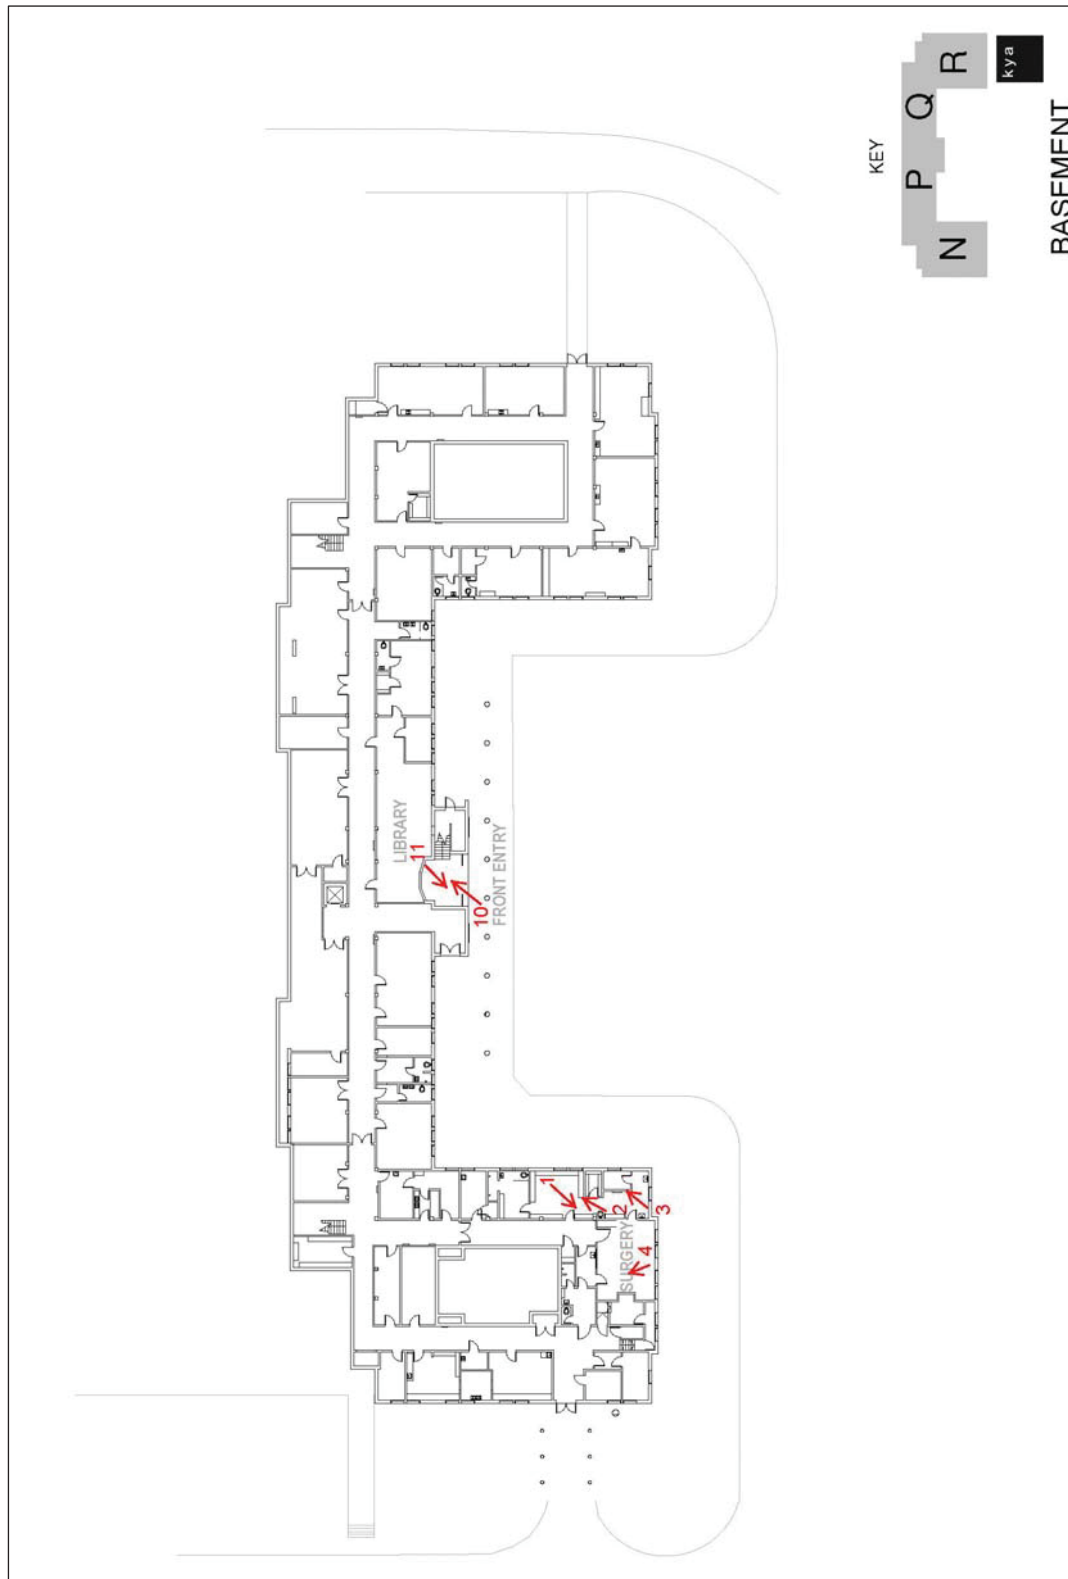 KEY
N P Q R
kya
BASEMENT
LIBRARY
11
10
FRONT ENTRY
1
2
3
SURGERY
4